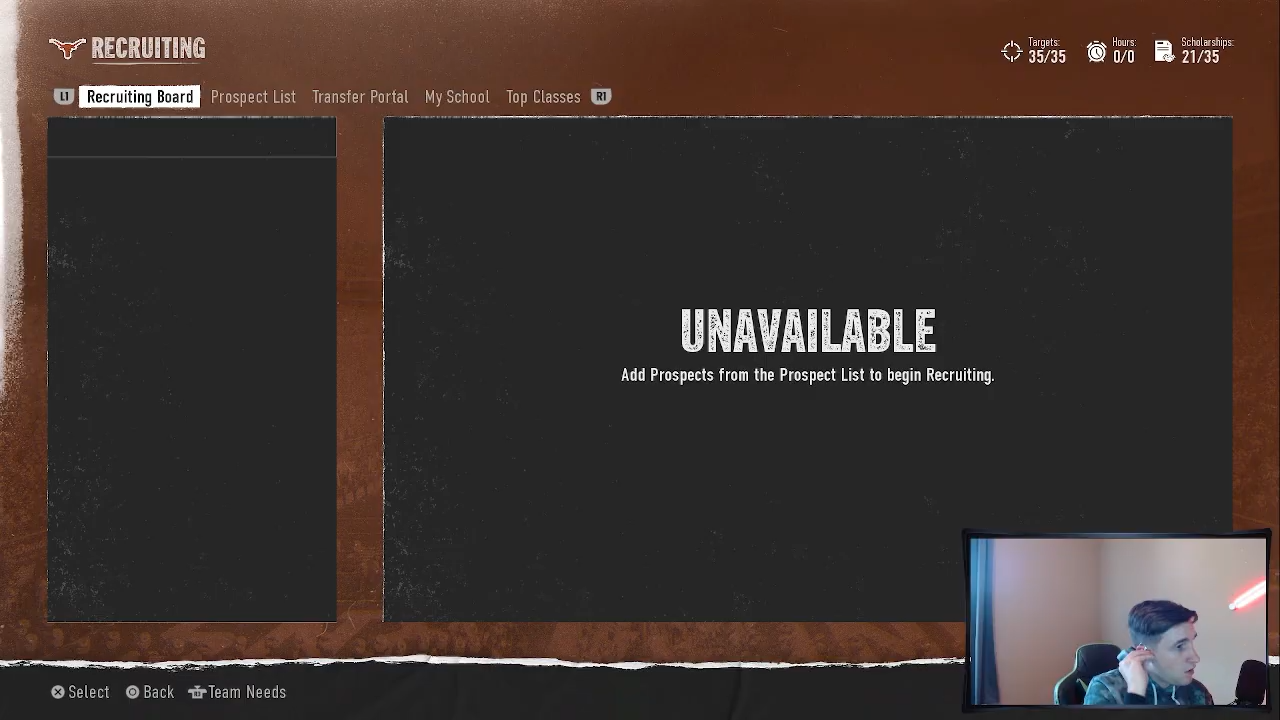 RECRUITING
Targets:
35/35
Hours:
0/0
Scholarships:
21/35
L1 Recruiting Board Prospect List Transfer Portal My School Top Classes R1
UNAVAILABLE
Add Prospects from the Prospect List to begin Recruiting.
Select Back Team Needs